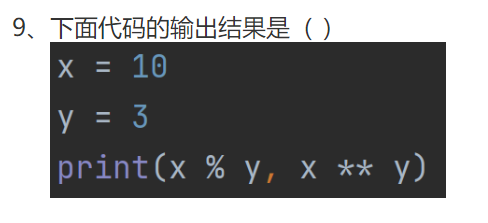 9、下面代码的输出结果是（ ）
x = 10
y = 3
print(x % y, x ** y)